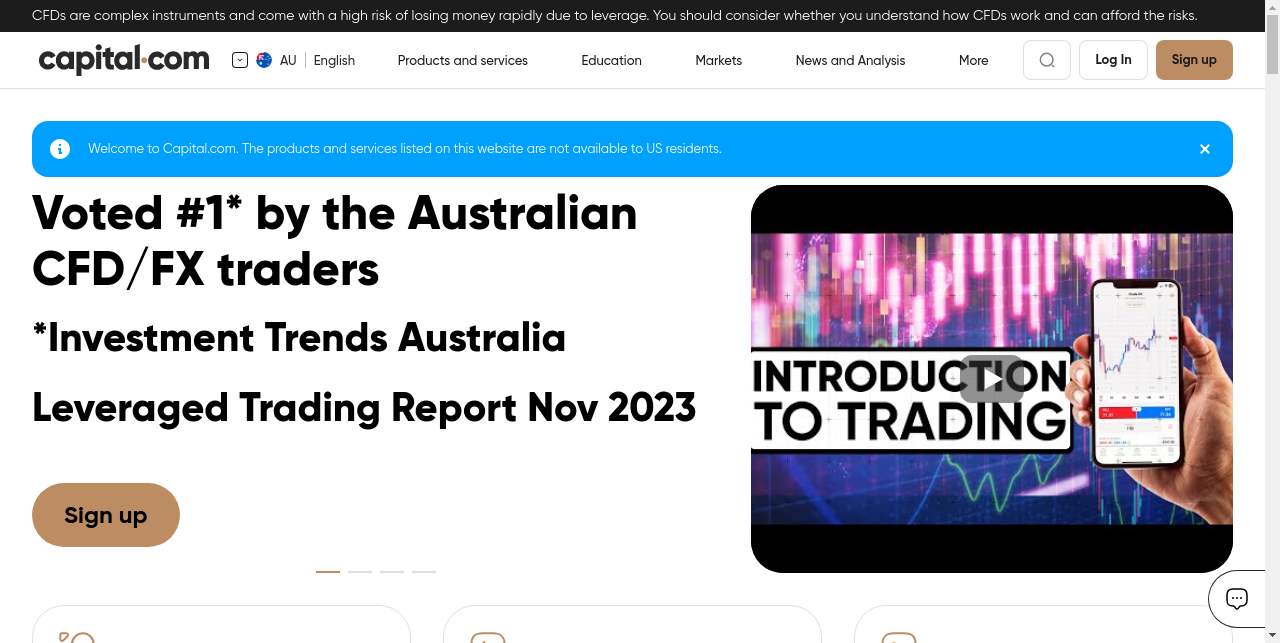 CFDs are complex instruments and come with a high risk of losing money rapidly due to leverage. You should consider whether you understand how CFDs work and can afford the risks.
capital.com AU English Products and services Education Markets News and Analysis More Log In Sign up
Welcome to Capital.com. The products and services listed on this website are not available to US residents.
Voted #1* by the Australian
CFD/FX traders
*Investment Trends Australia
Leveraged Trading Report Nov 2023
Sign up
INTRODUCTION
TO TRADING